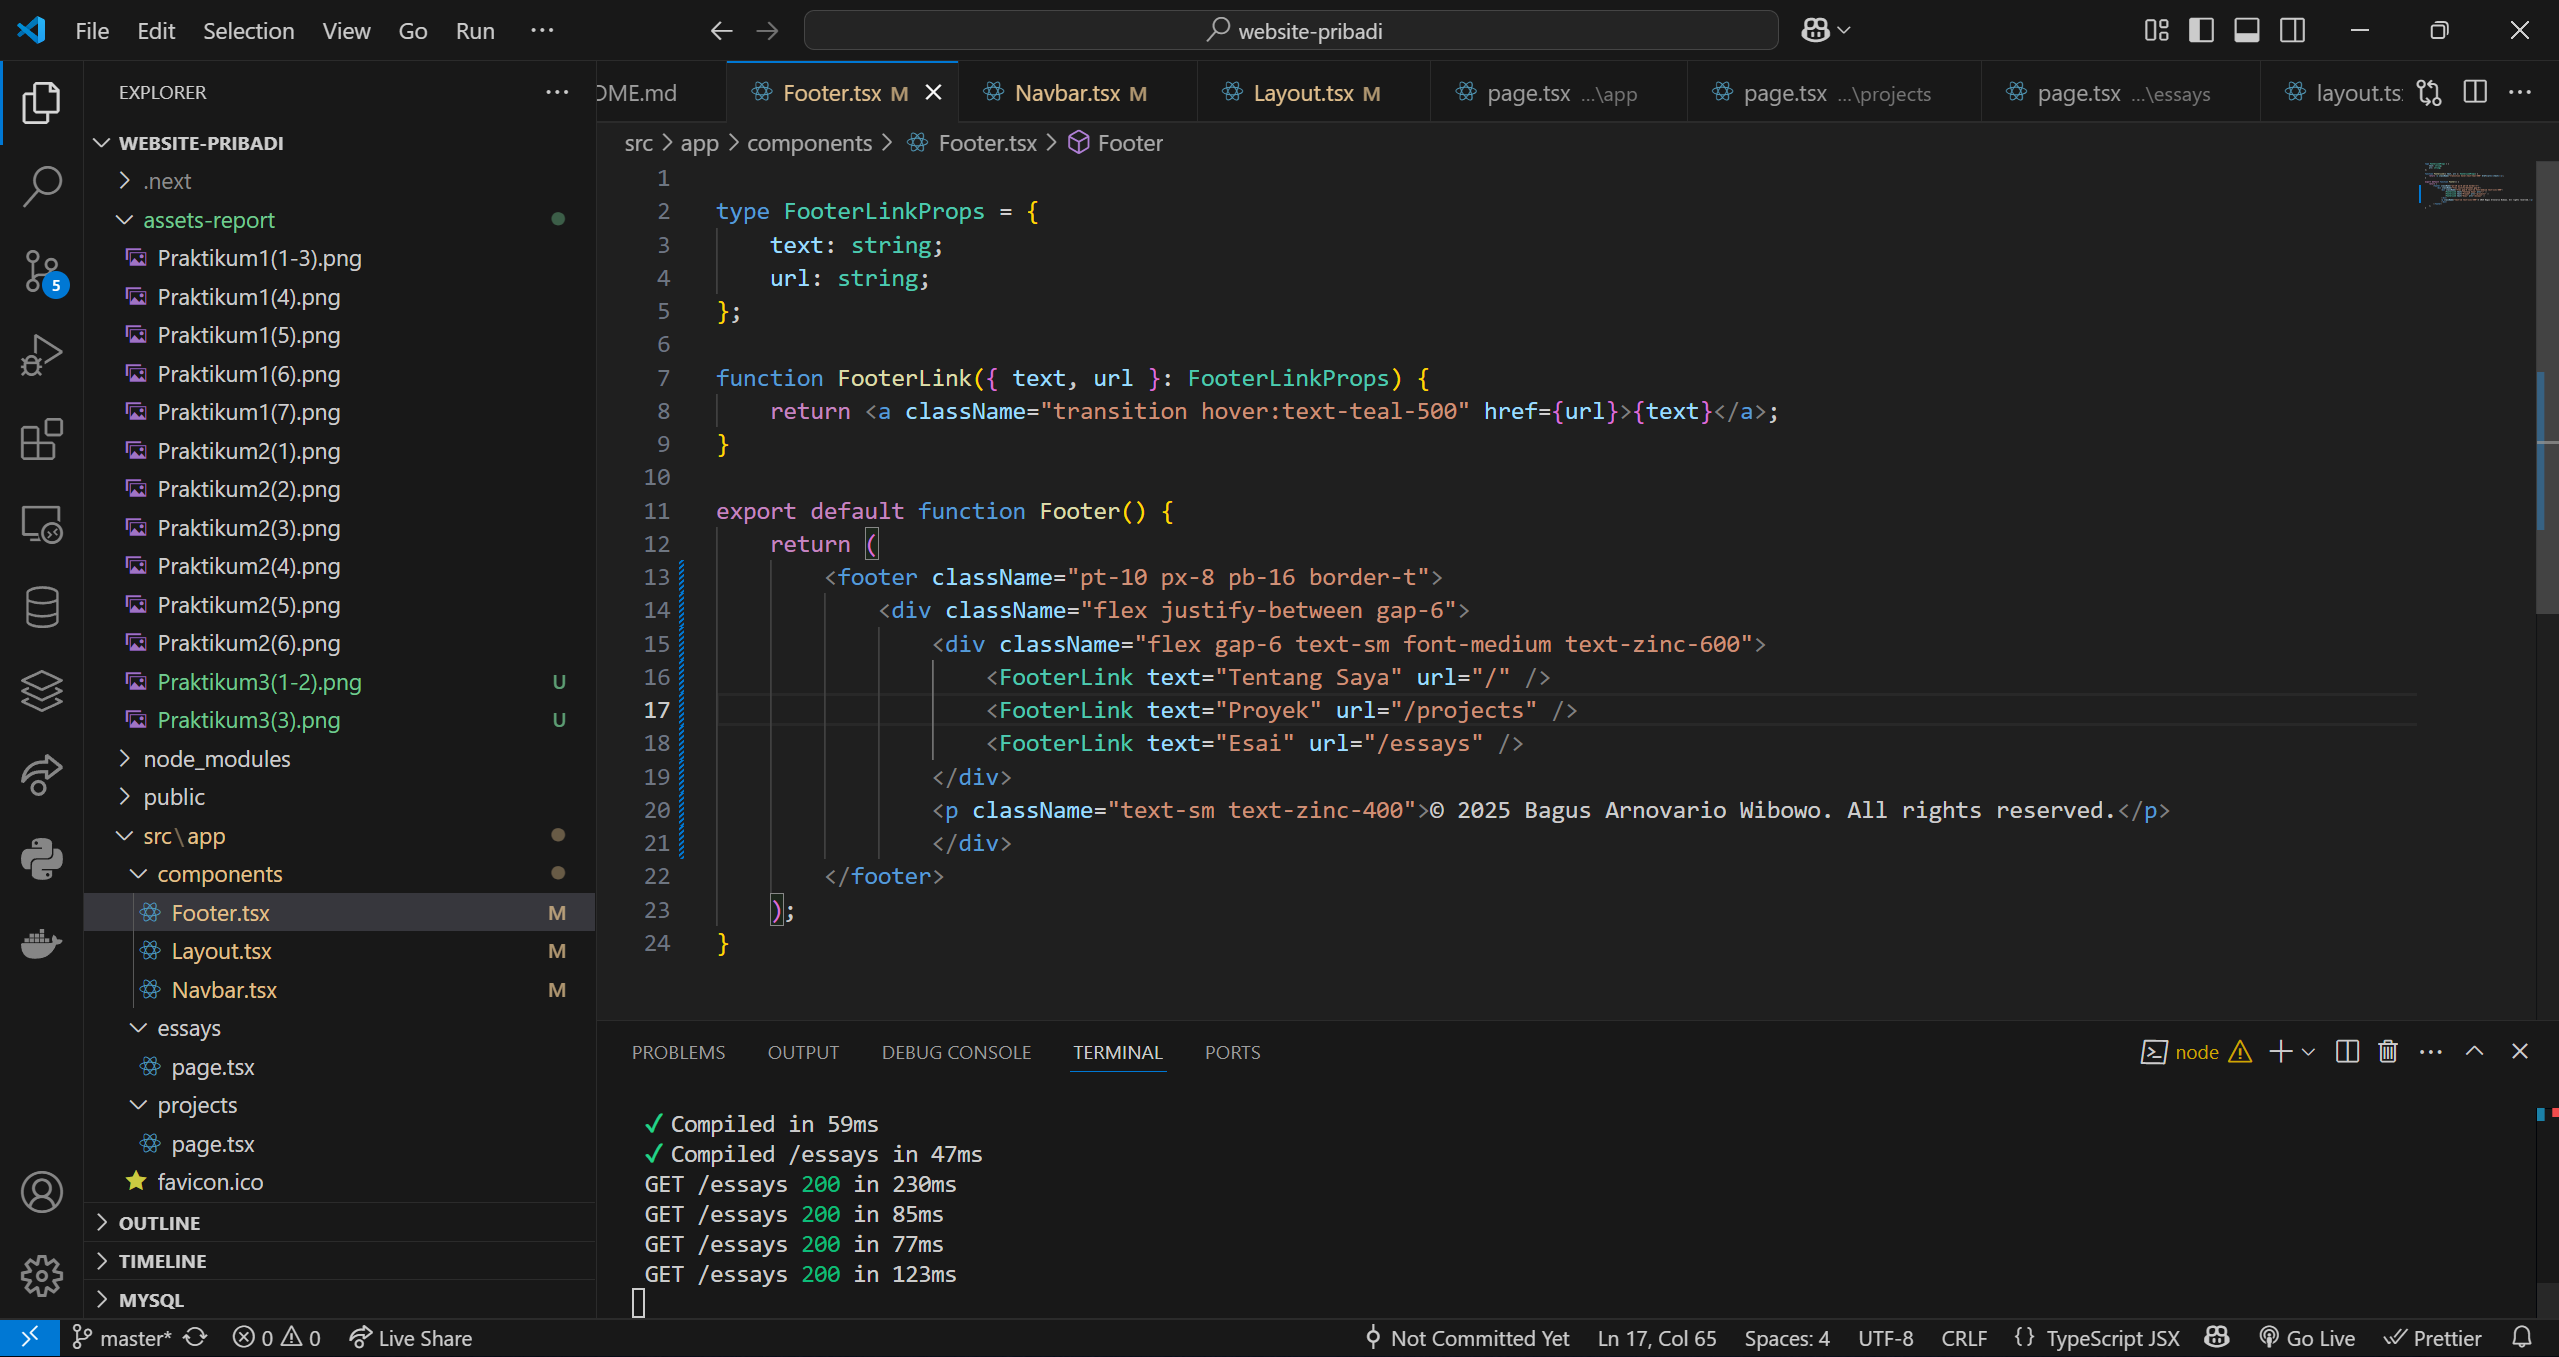 File Edit Selection View Go Run ···
website-pribadi
EXPLORER
WEBSITE-PRIBADI
.next
assets-report
Praktikum1(1-3).png
Praktikum1(4).png
Praktikum1(5).png
Praktikum1(6).png
Praktikum1(7).png
Praktikum2(1).png
Praktikum2(2).png
Praktikum2(3).png
Praktikum2(4).png
Praktikum2(5).png
Praktikum2(6).png
Praktikum3(1-2).png U
Praktikum3(3).png U
node_modules
public
src\app
components
Footer.tsx M
Layout.tsx M
Navbar.tsx M
essays
page.tsx
projects
page.tsx
favicon.ico
OUTLINE
TIMELINE
MYSQL
5
OME.md Footer.tsx M Navbar.tsx M Layout.tsx M page.tsx ...\app page.tsx ...\projects page.tsx ...\essays layout.ts
src > app > components > Footer.tsx > Footer
1
2 type FooterLinkProps = {
3 text: string;
4 url: string;
5 };
6
7 function FooterLink({ text, url }: FooterLinkProps) {
8 return <a className="transition hover:text-teal-500" href={url}>{text}</a>;
9 }
10
11 export default function Footer() {
12 return (
13 <footer className="pt-10 px-8 pb-16 border-t">
14 <div className="flex justify-between gap-6">
15 <div className="flex gap-6 text-sm font-medium text-zinc-600">
16 <FooterLink text="Tentang Saya" url="/" />
17 <FooterLink text="Proyek" url="/projects" />
18 <FooterLink text="Esai" url="/essays" />
19 </div>
20 <p className="text-sm text-zinc-400">© 2025 Bagus Arnovario Wibowo. All rights reserved.</p>
21 </div>
22 </footer>
23 );
24 }
PROBLEMS OUTPUT DEBUG CONSOLE TERMINAL PORTS
node
✓ Compiled in 59ms
✓ Compiled /essays in 47ms
GET /essays 200 in 230ms
GET /essays 200 in 85ms
GET /essays 200 in 77ms
GET /essays 200 in 123ms
master* 0 0 Live Share Not Committed Yet Ln 17, Col 65 Spaces: 4 UTF-8 CRLF {} TypeScript JSX Go Live Prettier